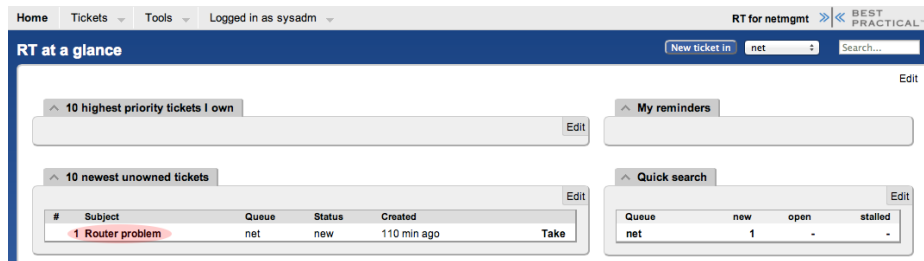 Home Tickets Tools Logged in as sysadm RT for netmgmt BEST PRACTICAL™
RT at a glance New ticket in net Search...
Edit
10 highest priority tickets I own
Edit
My reminders
10 newest unowned tickets
Edit
# Subject Queue Status Created
1 Router problem net new 110 min ago Take
Quick search
Edit
Queue new open stalled
net 1 - -